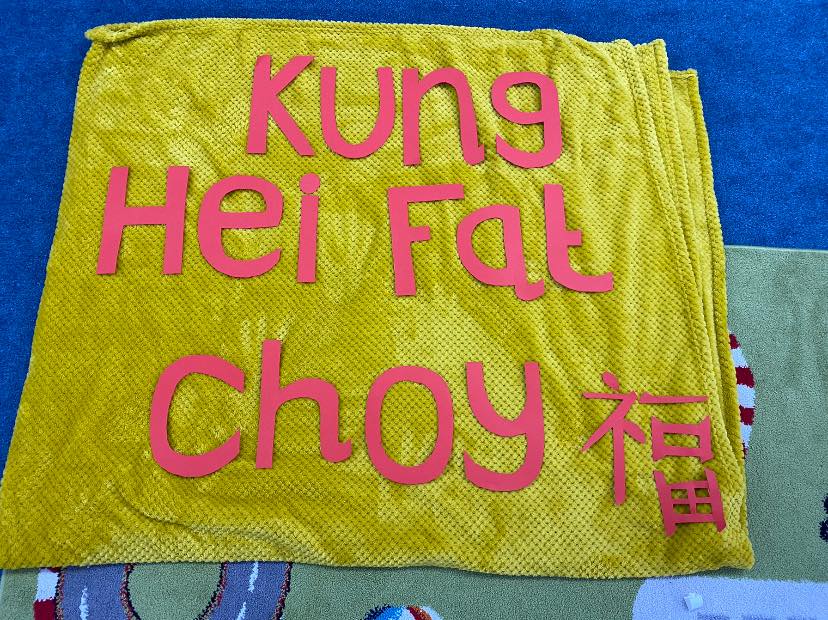 Kung
Hei Fat
Choy 福